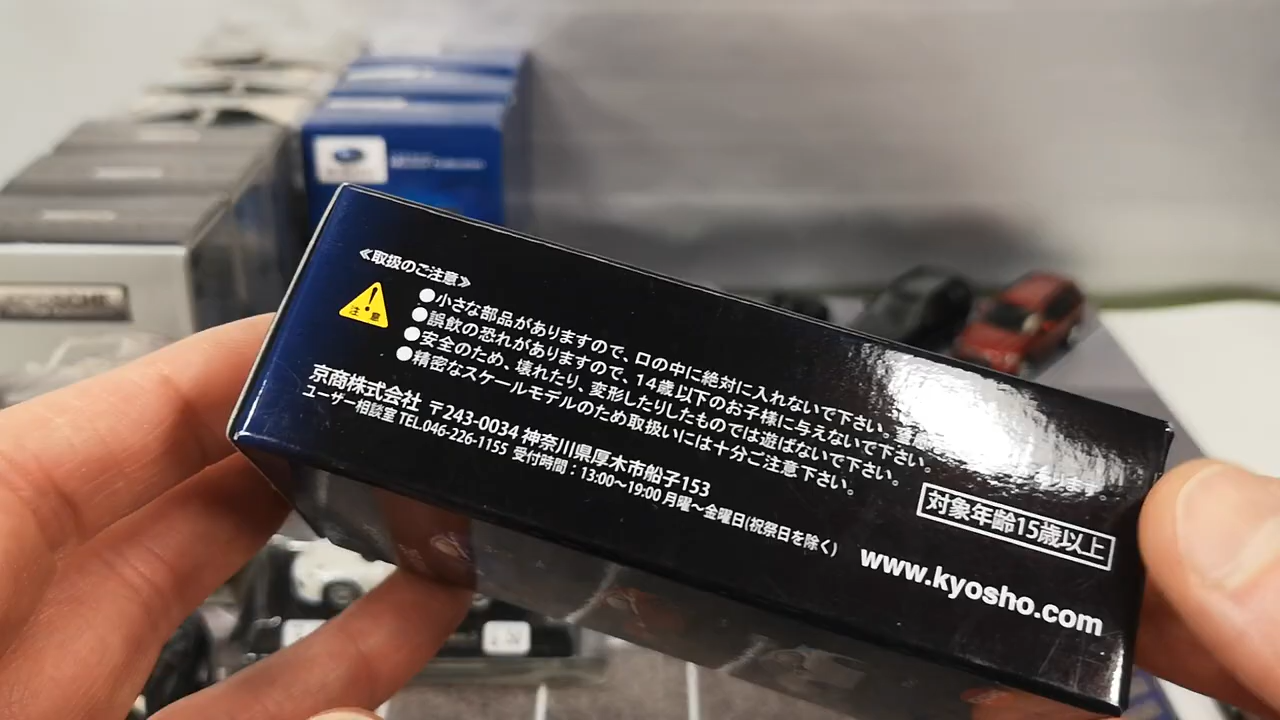 ≪取扱のご注意≫
注意
●小さな部品がありますので、口の中に絶対に入れないで下さい。
●誤飲の恐れがありますので、14歳以下のお子様に与えないで下さい。
●安全のため、壊れたり、変形したりしたものでは遊ばないで下さい。
●精密なスケールモデルのため取扱いには十分ご注意下さい。
京商株式会社 〒243-0034 神奈川県厚木市船子153
ユーザー相談室 TEL.046-226-1155 受付時間：13:00～19:00 月曜～金曜日(祝祭日を除く)
対象年齢15歳以上
www.kyosho.com